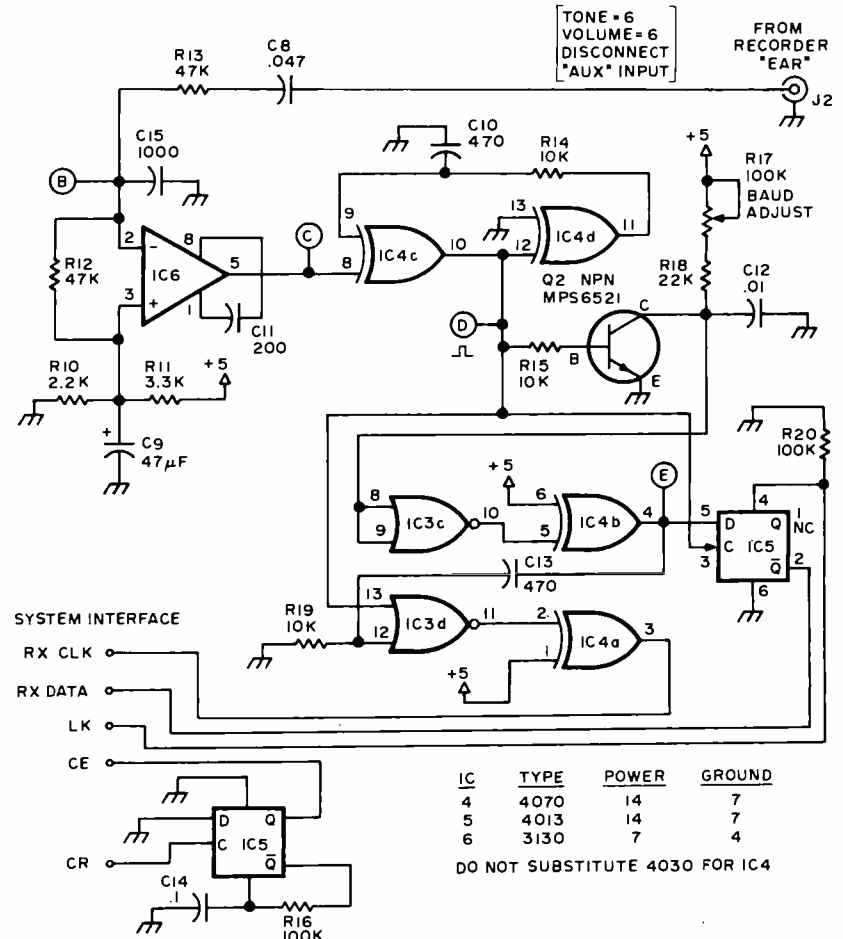 TONE = 6
VOLUME = 6
DISCONNECT
"AUX" INPUT
FROM
RECORDER
"EAR"
J2
R13
47K
C8
.047
C15
1000
B
C10
470
R14
10K
+5
R17
100K
BAUD
ADJUST
R12
47K
2
-
8
IC6
5
3
+
1
C11
200
C
9
8
IC4c
10
13
12
IC4d
11
Q2 NPN
MPS6521
R18
22K
C12
.01
D
R15
10K
B
C
E
R10
2.2K
R11
3.3K
+5
+
C9
47µF
R20
100K
+5
E
8
9
IC3c
10
6
5
IC4b
4
5
D
4
Q
1
NC
C
IC5
3
Q
2
6
C13
470
R19
10K
13
12
IC3d
11
2.
1
IC4a
3
+5
SYSTEM INTERFACE
RX CLK
RX DATA
LK
CE
CR
D
Q
C
IC5
Q
C14
.1
R16
100K
IC TYPE POWER GROUND
4 4070 14 7
5 4013 14 7
6 3130 7 4
DO NOT SUBSTITUTE 4030 FOR IC4